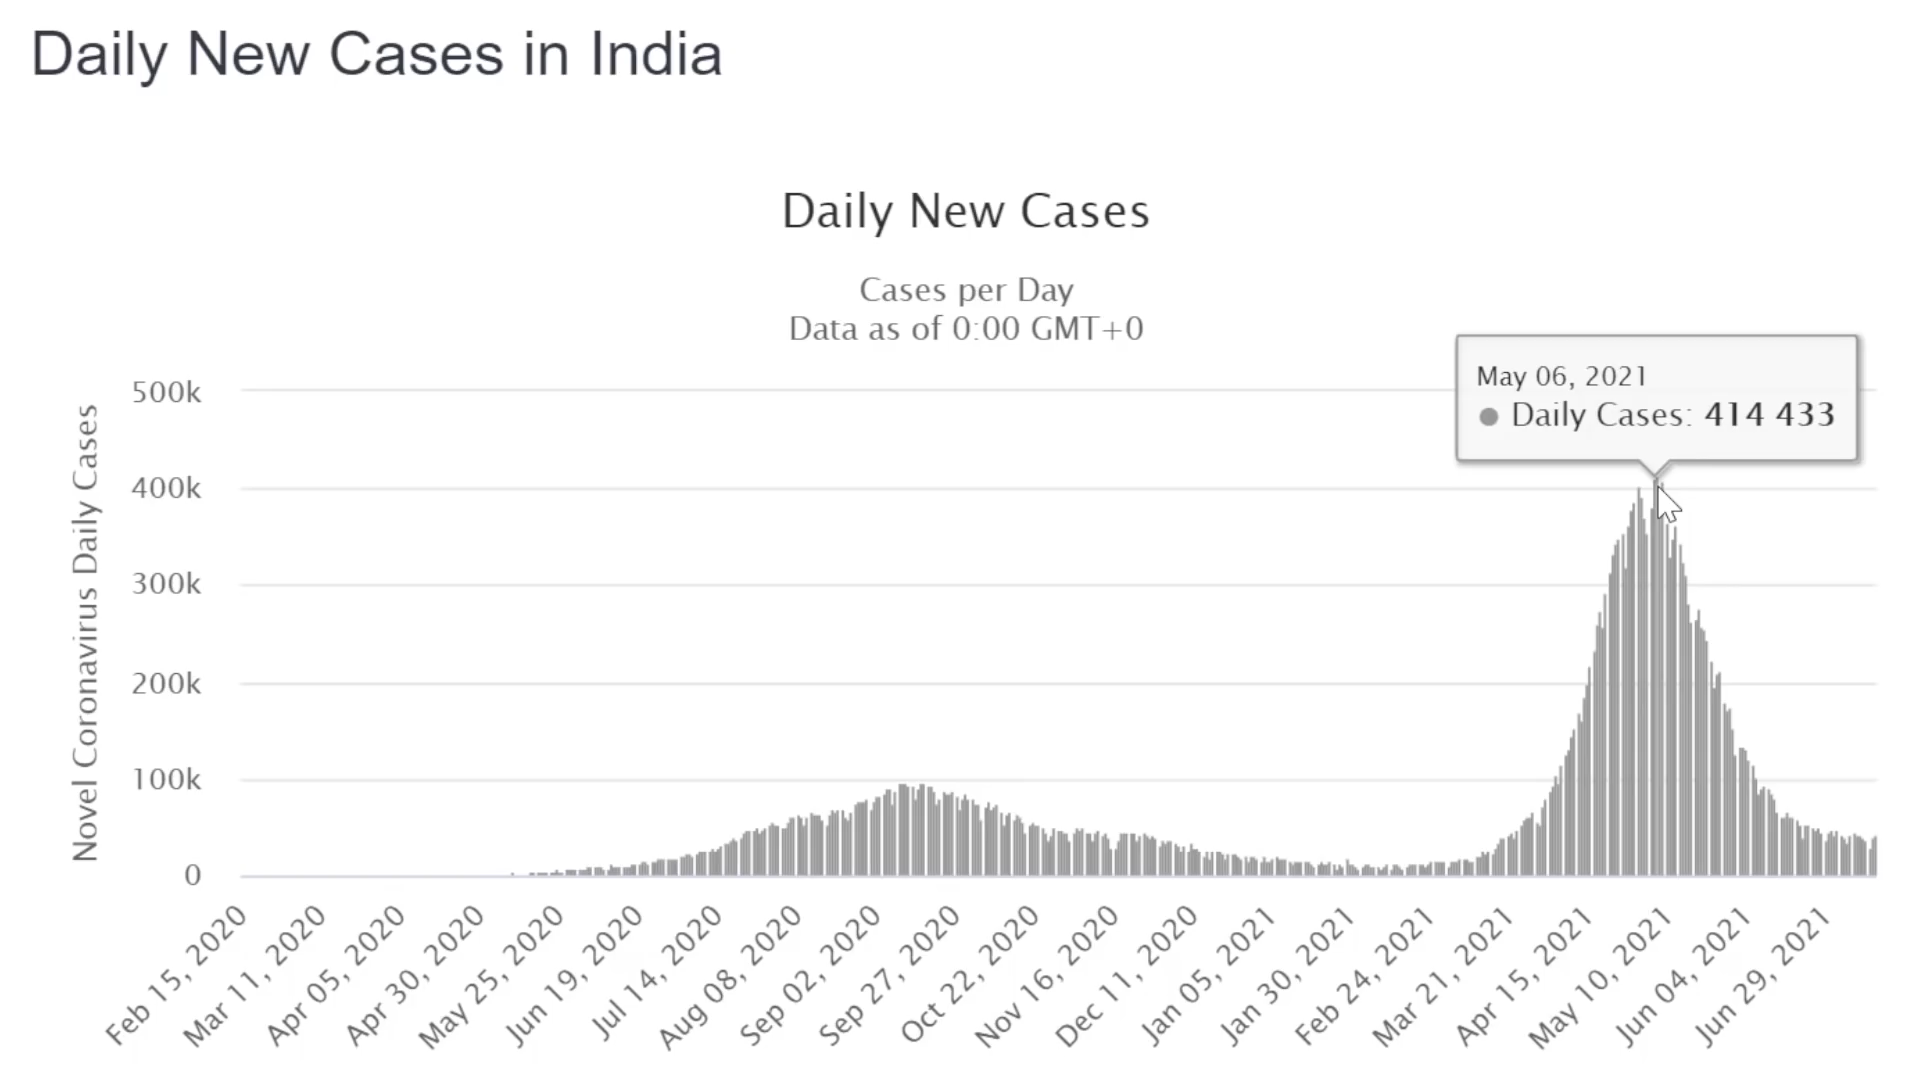 Daily New Cases in India
Daily New Cases
Cases per Day
Data as of 0:00 GMT+0
May 06, 2021
Daily Cases: 414 433
Novel Coronavirus Daily Cases
500k
400k
300k
200k
100k
0
Feb 15, 2020
Mar 11, 2020
Apr 05, 2020
Apr 30, 2020
May 25, 2020
Jun 19, 2020
Jul 14, 2020
Aug 08, 2020
Sep 02, 2020
Sep 27, 2020
Oct 22, 2020
Nov 16, 2020
Dec 11, 2020
Jan 05, 2021
Jan 30, 2021
Feb 24, 2021
Mar 21, 2021
Apr 15, 2021
May 10, 2021
Jun 04, 2021
Jun 29, 2021